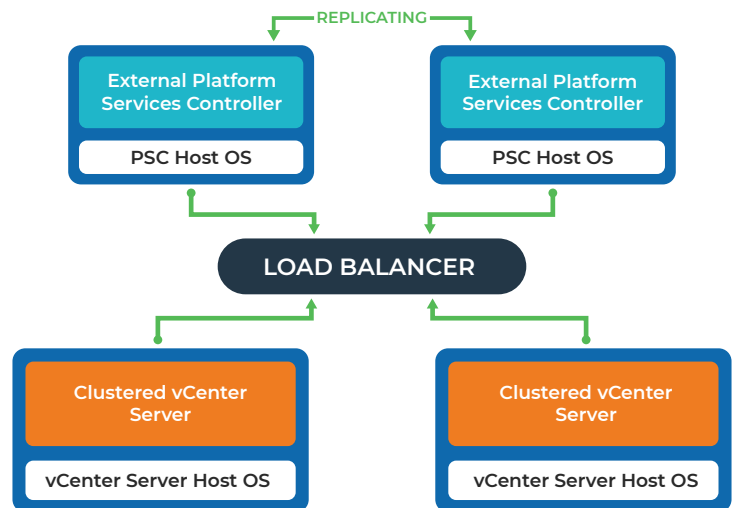 REPLICATING
External Platform
Services Controller
PSC Host OS
External Platform
Services Controller
PSC Host OS
LOAD BALANCER
Clustered vCenter
Server
vCenter Server Host OS
Clustered vCenter
Server
vCenter Server Host OS